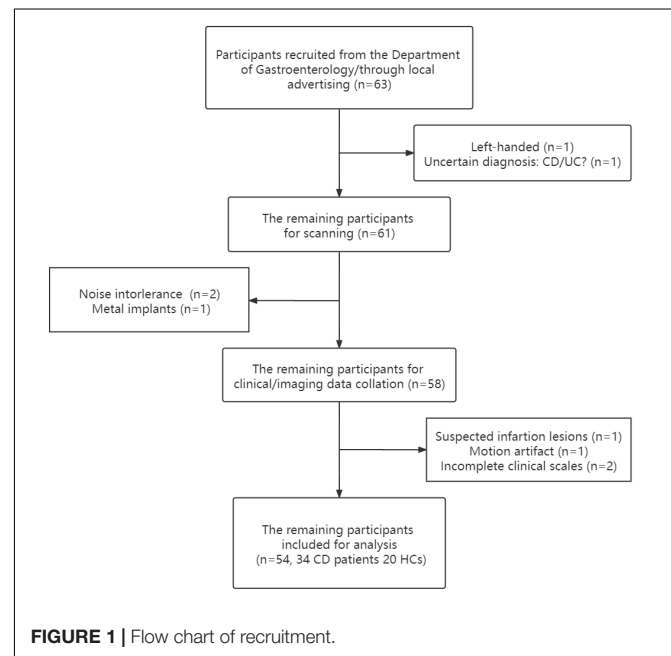 Participants recruited from the Department
of Gastroenterology/through local
advertising (n=63)
Left-handed (n=1)
Uncertain diagnosis: CD/UC? (n=1)
The remaining participants
for scanning (n=61)
Noise intorlerance (n=2)
Metal implants (n=1)
The remaining participants for
clinical/imaging data collation (n=58)
Suspected infartion lesions (n=1)
Motion artifact (n=1)
Incomplete clinical scales (n=2)
The remaining participants
included for analysis
(n=54, 34 CD patients 20 HCs)
FIGURE 1 | Flow chart of recruitment.